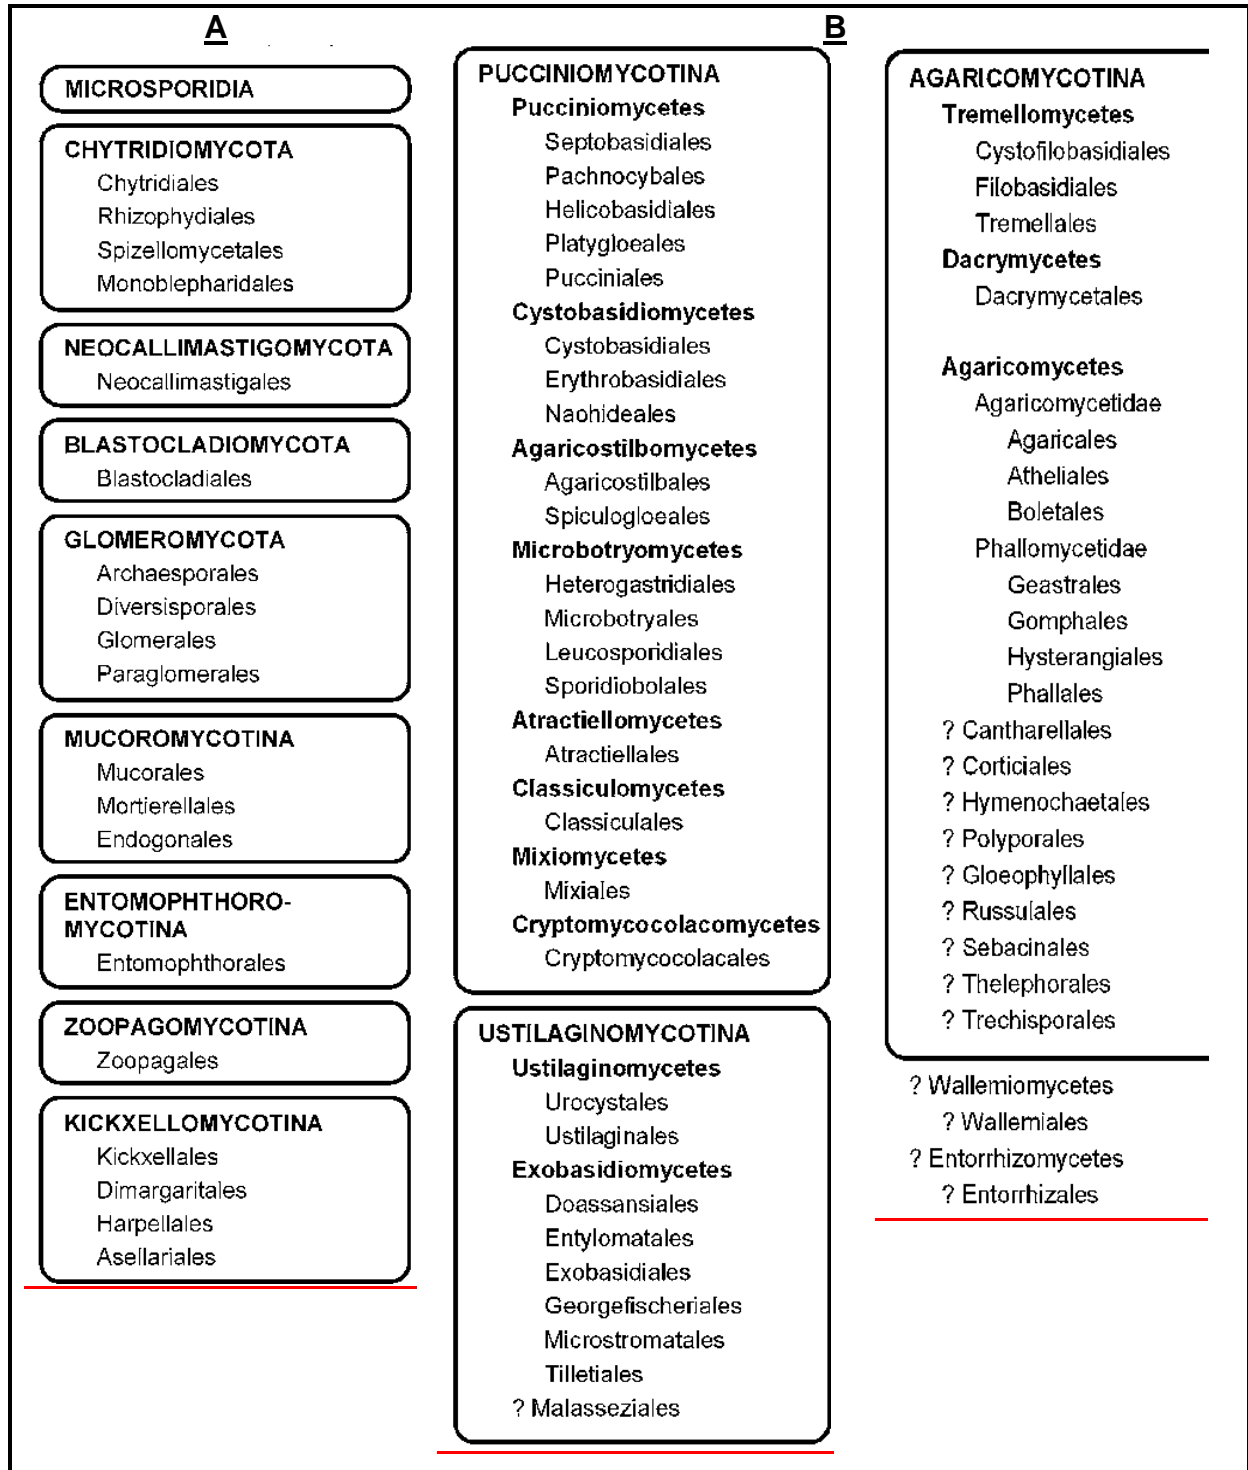 A
MICROSPORIDIA
CHYTRIDIOMYCOTA
Chytridiales
Rhizophydiales
Spizellomycetales
Monoblepharidales
NEOCALLIMASTIGOMYCOTA
Neocallimastigales
BLASTOCLADIOMYCOTA
Blastocladiales
GLOMEROMYCOTA
Archaesporales
Diversisporales
Glomerales
Paraglomerales
MUCOROMYCOTINA
Mucorales
Mortierellales
Endogonales
ENTOMOPHTHORO-
MYCOTINA
Entomophthorales
ZOOPAGOMYCOTINA
Zoopagales
KICKXELLOMYCOTINA
Kickxellales
Dimargaritales
Harpellales
Asellariales
B
PUCCINIOMYCOTINA
Pucciniomycetes
Septobasidiales
Pachnocybales
Helicobasidiales
Platygloeales
Pucciniales
Cystobasidiomycetes
Cystobasidiales
Erythrobasidiales
Naohideales
Agaricostilbomycetes
Agaricostilbales
Spiculogloeales
Microbotryomycetes
Heterogastridiales
Microbotryales
Leucosporidiales
Sporidiobolales
Atractiellomycetes
Atractiellales
Classiculomycetes
Classiculales
Mixiomycetes
Mixiales
Cryptomycocolacomycetes
Cryptomycocolacales
USTILAGINOMYCOTINA
Ustilaginomycetes
Urocystales
Ustilaginales
Exobasidiomycetes
Doassansiales
Entylomatales
Exobasidiales
Georgefischeriales
Microstromatales
Tilletiales
? Malasseziales
AGARICOMYCOTINA
Tremellomycetes
Cystofilobasidiales
Filobasidiales
Tremellales
Dacrymycetes
Dacrymycetales
Agaricomycetes
Agaricomycetidae
Agaricales
Atheliales
Boletales
Phallomycetidae
Geastrales
Gomphales
Hysterangiales
Phallales
? Cantharellales
? Corticiales
? Hymenochaetales
? Polyporales
? Gloeophyllales
? Russulales
? Sebacinales
? Thelephorales
? Trechisporales
? Wallemiomycetes
? Wallemiales
? Entorrhizomycetes
? Entorrhizales